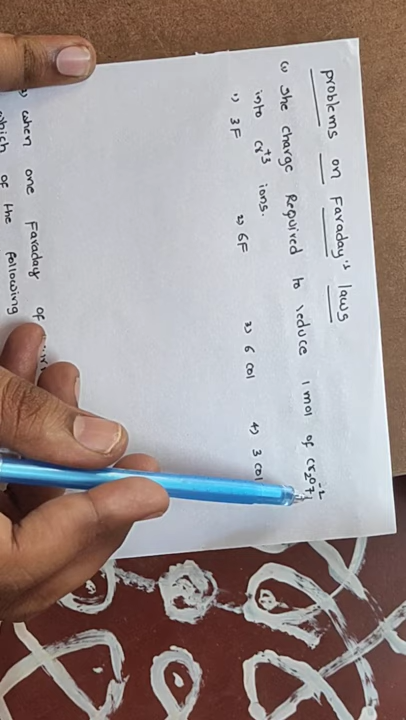 problems on Faraday's laws
(1) The charge Required to reduce 1 mol of Cr₂O₇⁻²
into Cr⁺³ ions.
1) 3F 2) 6F 3) 6 col 4) 3 col
2) when one Faraday of
which of the following